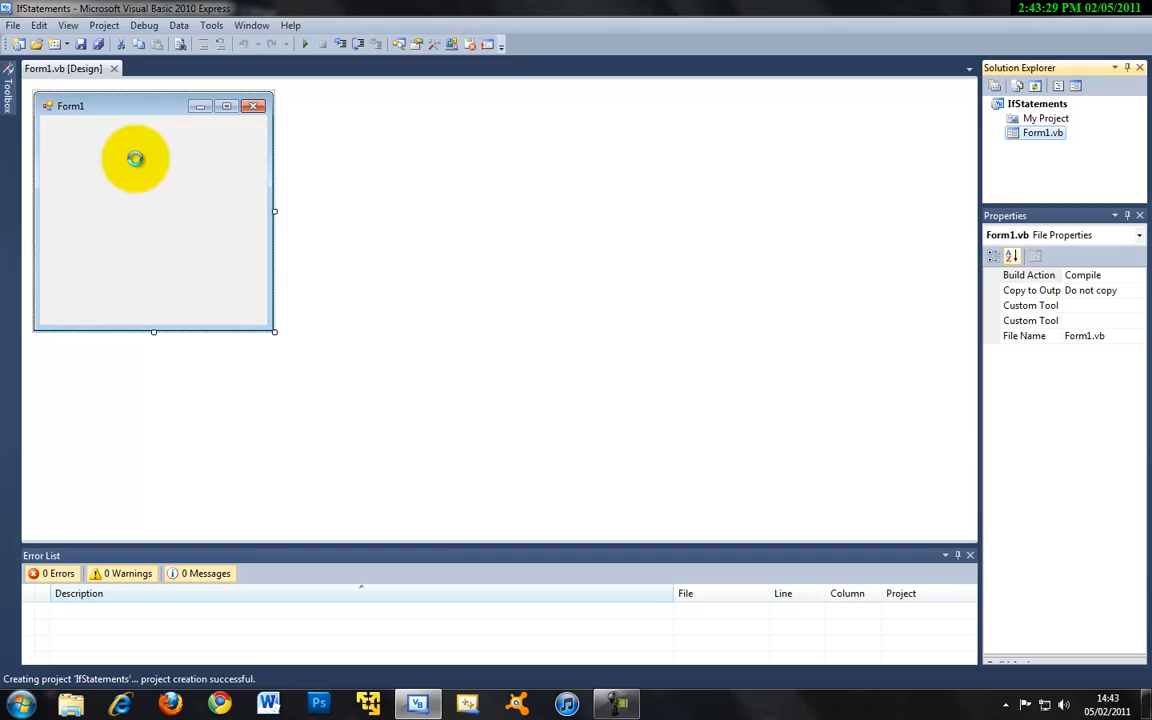 IfStatements - Microsoft Visual Basic 2010 Express
2:43:29 PM 02/05/2011
File Edit View Project Debug Data Tools Window Help
Form1.vb [Design]
Toolbox
Form1
Solution Explorer
IfStatements
My Project
Form1.vb
Properties
Form1.vb File Properties
Build Action Compile
Copy to Outp Do not copy
Custom Tool
Custom Tool
File Name Form1.vb
Error List
0 Errors 0 Warnings 0 Messages
Description File Line Column Project
Creating project 'IfStatements'... project creation successful.
14:43
05/02/2011